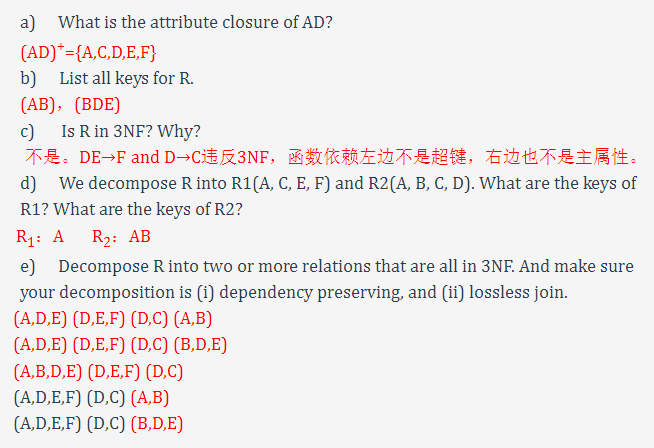 a) What is the attribute closure of AD?
(AD)⁺={A,C,D,E,F}
b) List all keys for R.
(AB)，(BDE)
c) Is R in 3NF? Why?
不是。DE→F and D→C违反3NF，函数依赖左边不是超键，右边也不是主属性。
d) We decompose R into R1(A, C, E, F) and R2(A, B, C, D). What are the keys of
R1? What are the keys of R2?
R₁：A R₂：AB
e) Decompose R into two or more relations that are all in 3NF. And make sure
your decomposition is (i) dependency preserving, and (ii) lossless join.
(A,D,E) (D,E,F) (D,C) (A,B)
(A,D,E) (D,E,F) (D,C) (B,D,E)
(A,B,D,E) (D,E,F) (D,C)
(A,D,E,F) (D,C) (A,B)
(A,D,E,F) (D,C) (B,D,E)